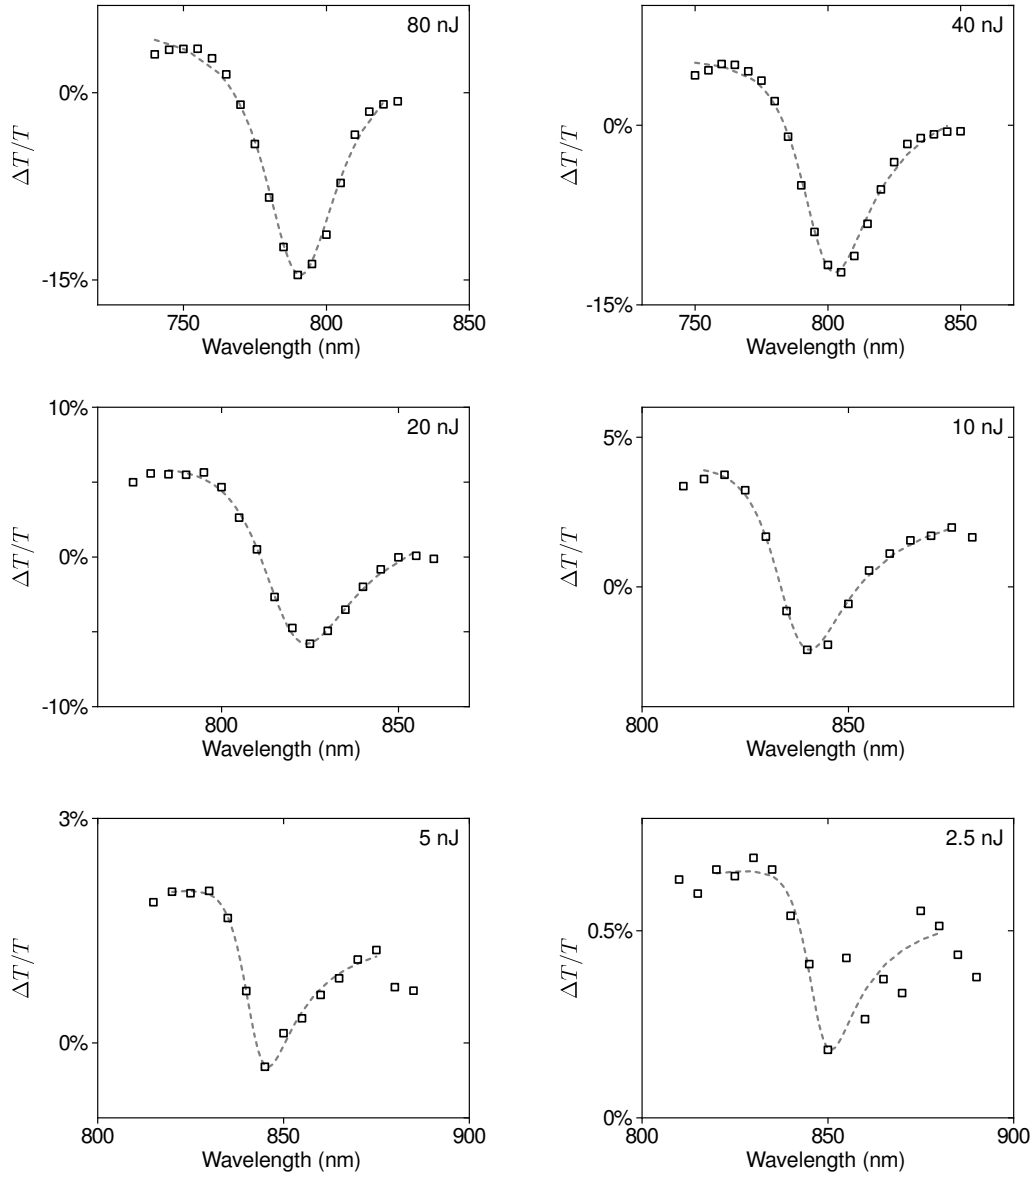 80 nJ
0%
-15%
ΔT/T
750 800 850
Wavelength (nm)
40 nJ
0%
-15%
ΔT/T
750 800 850
Wavelength (nm)
20 nJ
10%
0%
-10%
ΔT/T
800 850
Wavelength (nm)
10 nJ
5%
0%
ΔT/T
800 850
Wavelength (nm)
5 nJ
3%
0%
ΔT/T
800 850 900
Wavelength (nm)
2.5 nJ
0.5%
0%
ΔT/T
800 850 900
Wavelength (nm)